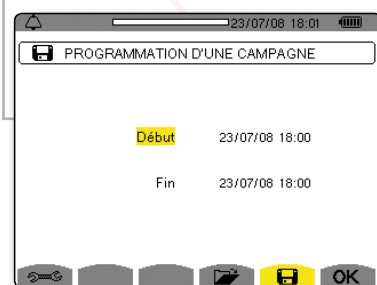 23/07/08 18:01
PROGRAMMATION D'UNE CAMPAGNE
Début 23/07/08 18:00
Fin 23/07/08 18:00
OK